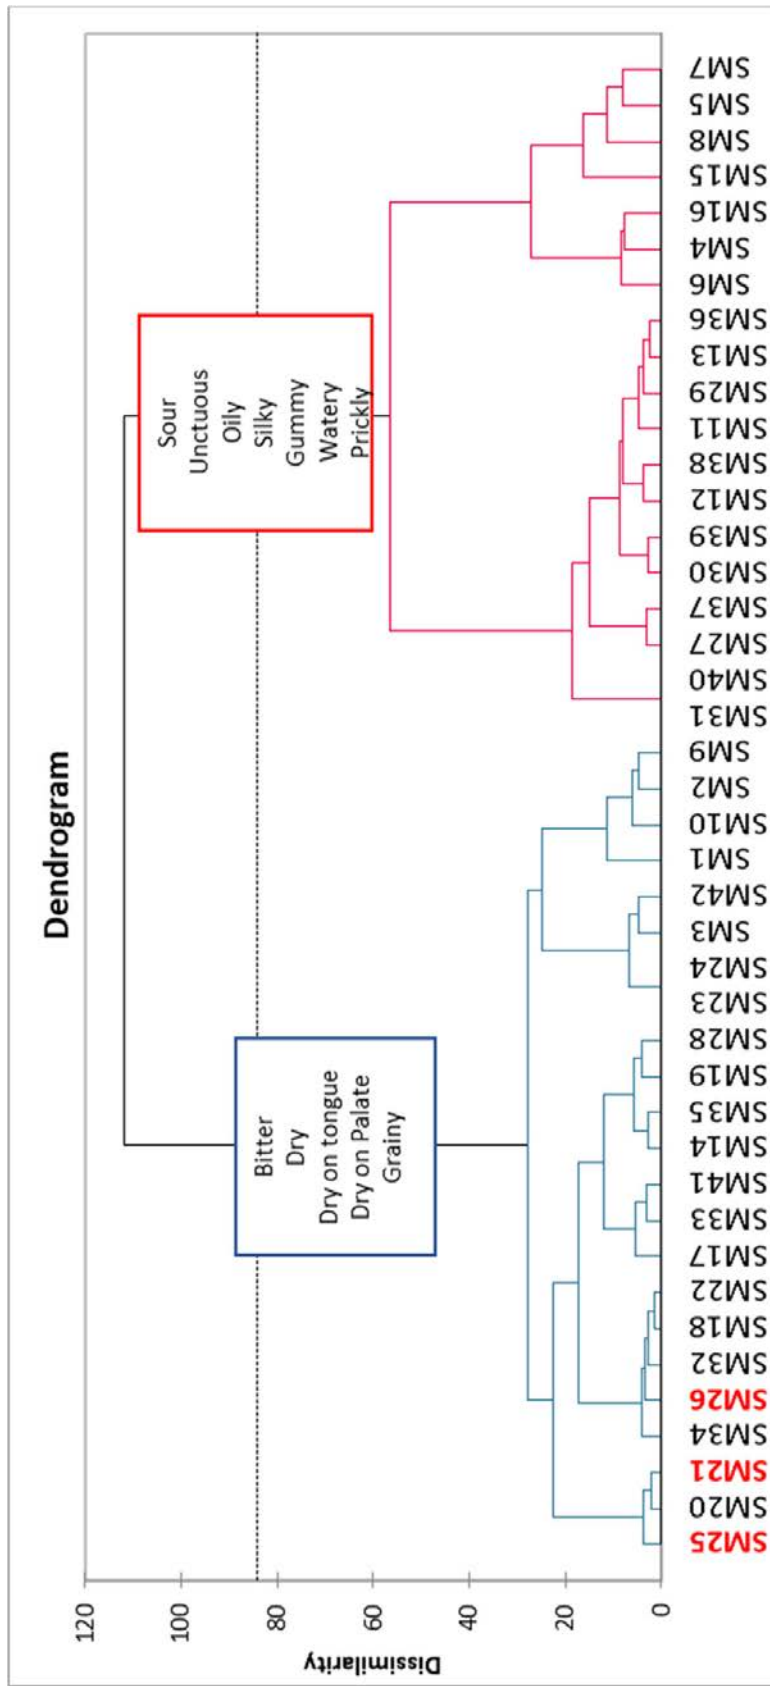 Dendrogram
Dissimilarity
120
100
80
60
40
20
0
Bitter
Dry
Dry on tongue
Dry on Palate
Grainy
Sour
Unctuous
Oily
Silky
Gummy
Watery
Prickly
SM25
SM20
SM21
SM34
SM26
SM32
SM18
SM22
SM17
SM33
SM41
SM14
SM35
SM19
SM28
SM23
SM24
SM3
SM42
SM1
SM10
SM2
SM9
SM31
SM40
SM27
SM37
SM30
SM39
SM12
SM38
SM11
SM29
SM13
SM36
SM6
SM4
SM16
SM15
SM8
SM5
SM7